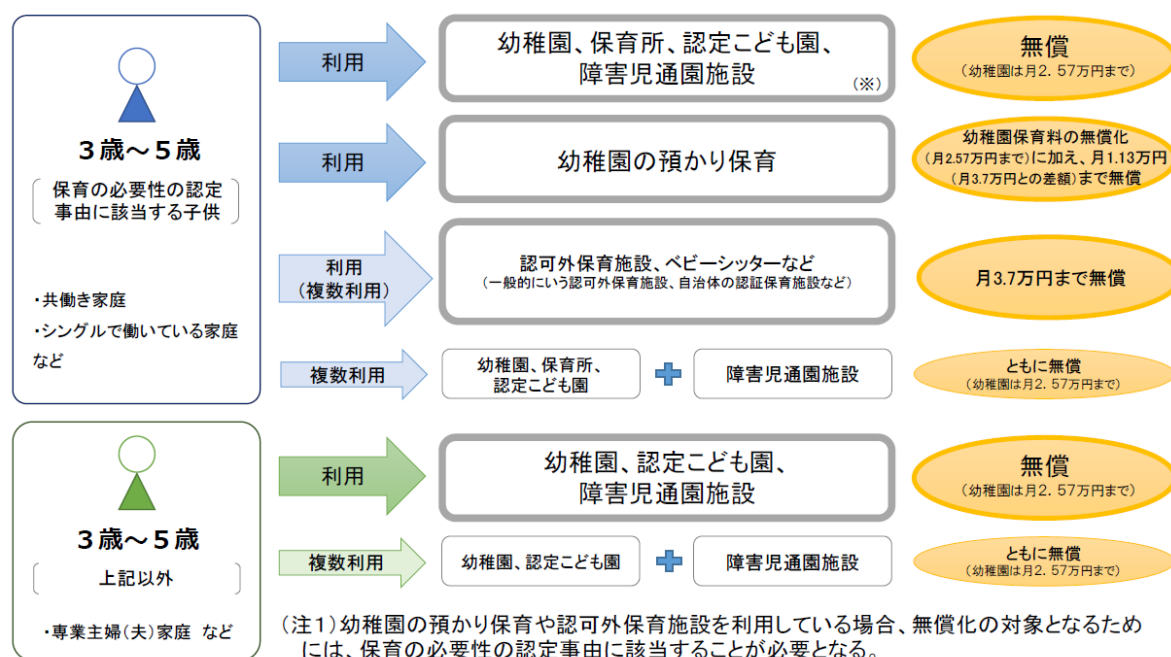 3歳～5歳
保育の必要性の認定
事由に該当する子供
・共働き家庭
・シングルで働いている家庭
など
利用
幼稚園、保育所、認定こども園、
障害児通園施設
(※)
無償
(幼稚園は月2．57万円まで)
利用
幼稚園の預かり保育
幼稚園保育料の無償化
(月2.57万円まで)に加え、月1.13万円
(月3.7万円との差額)まで無償
利用
(複数利用)
認可外保育施設、ベビーシッターなど
(一般的にいう認可外保育施設、自治体の認証保育施設など)
月3.7万円まで無償
複数利用
幼稚園、保育所、
認定こども園
障害児通園施設
ともに無償
(幼稚園は月2．57万円まで)
3歳～5歳
上記以外
・専業主婦(夫)家庭 など
利用
幼稚園、認定こども園、
障害児通園施設
無償
(幼稚園は月2．57万円まで)
複数利用
幼稚園、認定こども園
障害児通園施設
ともに無償
(幼稚園は月2．57万円まで)
(注1)幼稚園の預かり保育や認可外保育施設を利用している場合、無償化の対象となるため
には、保育の必要性の認定事由に該当することが必要となる。